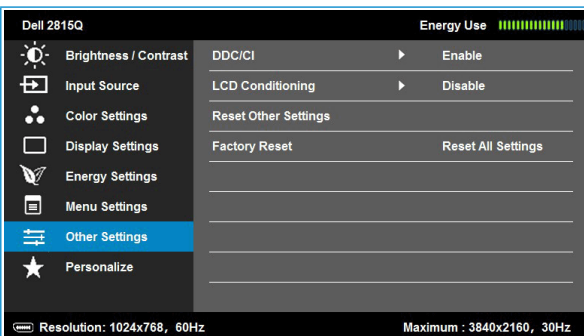 Dell 2815Q Energy Use
Brightness / Contrast DDC/CI Enable
Input Source LCD Conditioning Disable
Color Settings Reset Other Settings
Display Settings Factory Reset Reset All Settings
Energy Settings
Menu Settings
Other Settings
Personalize
Resolution: 1024x768, 60Hz Maximum : 3840x2160, 30Hz